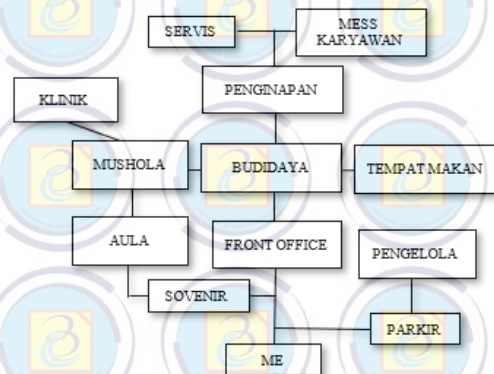 SERVIS
MESS
KARYAWAN
PENGINAPAN
KLINIK
MUSHOLA
BUDIDAYA
TEMPAT MAKAN
AULA
FRONT OFFICE
PENGELOLA
SOVENIR
PARKIR
ME